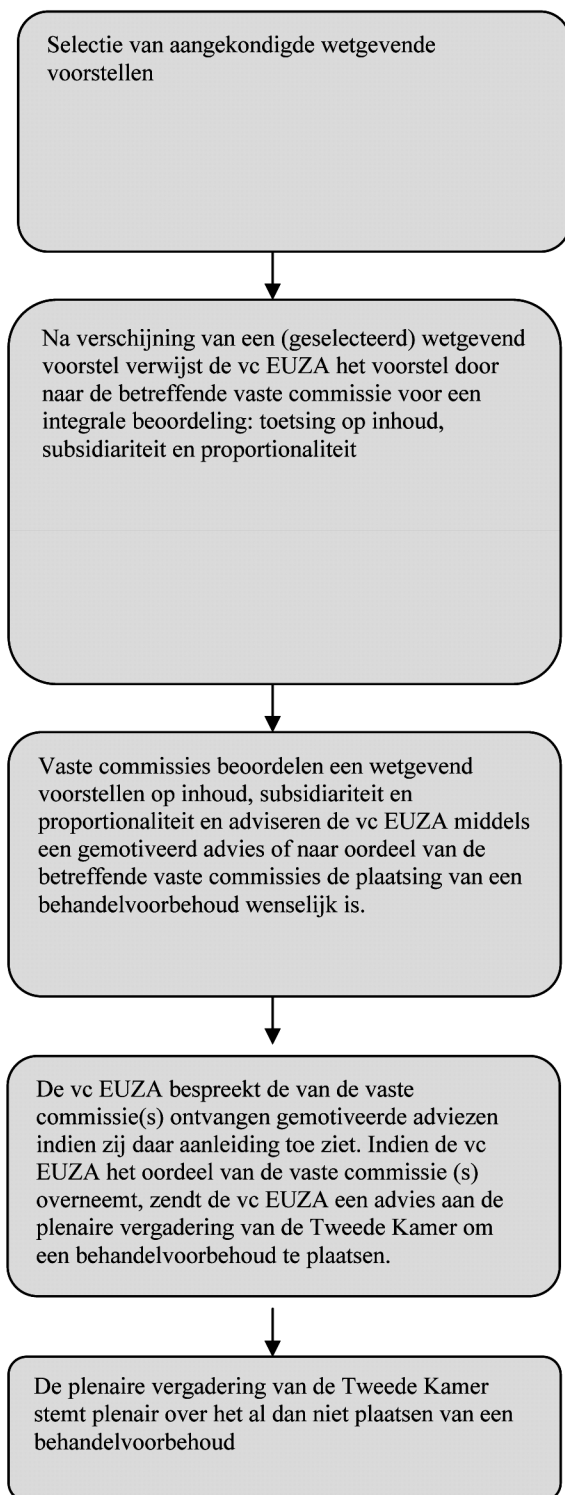 Selectie van aangekondigde wetgevende
voorstellen
Na verschijning van een (geselecteerd) wetgevend
voorstel verwijst de vc EUZA het voorstel door
naar de betreffende vaste commissie voor een
integrale beoordeling: toetsing op inhoud,
subsidiariteit en proportionaliteit
Vaste commissies beoordelen een wetgevend
voorstellen op inhoud, subsidiariteit en
proportionaliteit en adviseren de vc EUZA middels
een gemotiveerd advies of naar oordeel van de
betreffende vaste commissies de plaatsing van een
behandelvoorbehoud wenselijk is.
De vc EUZA bespreekt de van de vaste
commissie(s) ontvangen gemotiveerde adviezen
indien zij daar aanleiding toe ziet. Indien de vc
EUZA het oordeel van de vaste commissie (s)
overneemt, zendt de vc EUZA een advies aan de
plenaire vergadering van de Tweede Kamer om
een behandelvoorbehoud te plaatsen.
De plenaire vergadering van de Tweede Kamer
stemt plenair over het al dan niet plaatsen van een
behandelvoorbehoud